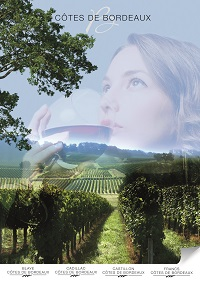 CÔTES DE BORDEAUX
B
BLAYE
CÔTES DE BORDEAUX
CADILLAC
CÔTES DE BORDEAUX
CASTILLON
CÔTES DE BORDEAUX
FRANCS
CÔTES DE BORDEAUX